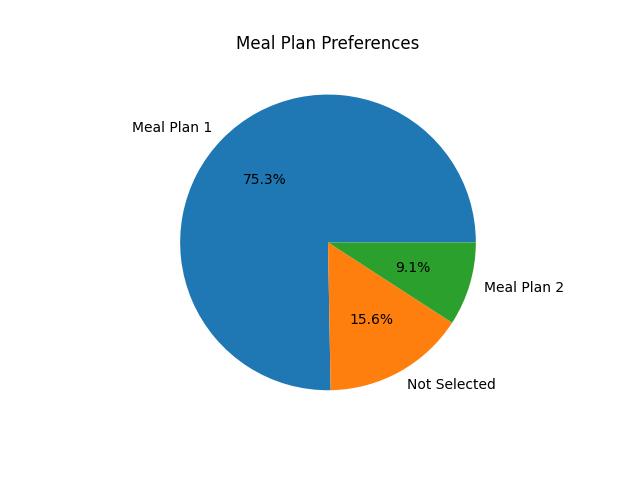 Meal Plan Preferences
Meal Plan 1
75.3%
9.1%
Meal Plan 2
15.6%
Not Selected